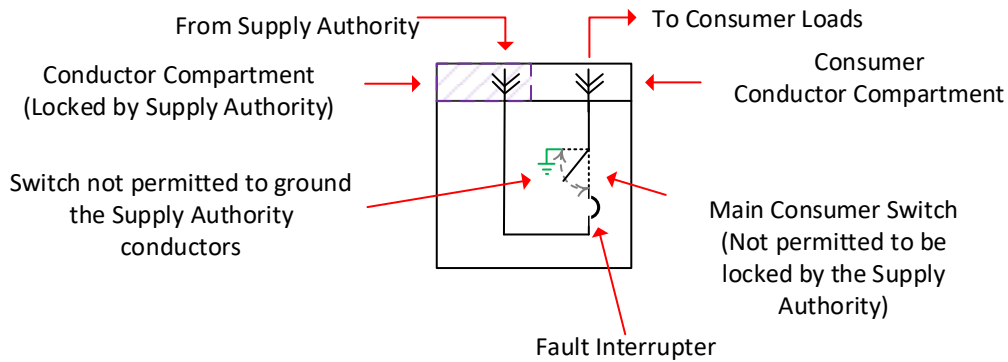 From Supply Authority
To Consumer Loads
Conductor Compartment
(Locked by Supply Authority)
Consumer
Conductor Compartment
Switch not permitted to ground
the Supply Authority
conductors
Main Consumer Switch
(Not permitted to be
locked by the Supply
Authority)
Fault Interrupter